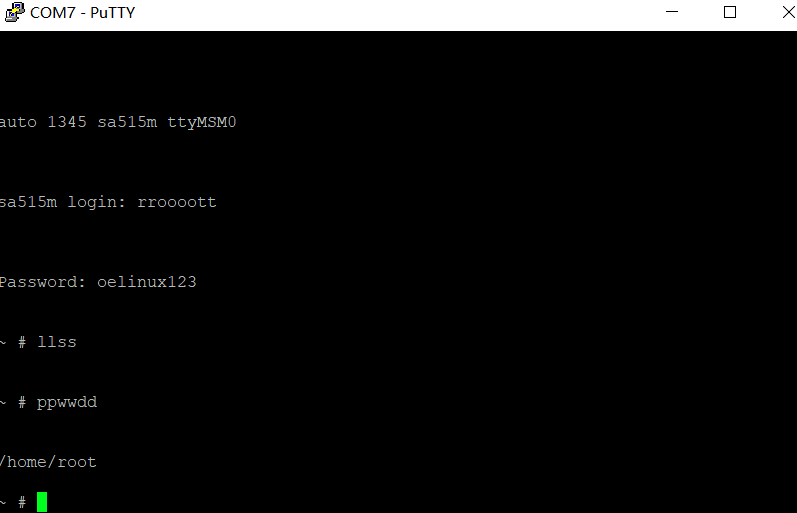 COM7 - PuTTY
auto 1345 sa515m ttyMSM0
sa515m login: rroooott
Password: oelinux123
~ # llss
~ # ppwwdd
/home/root
~ #